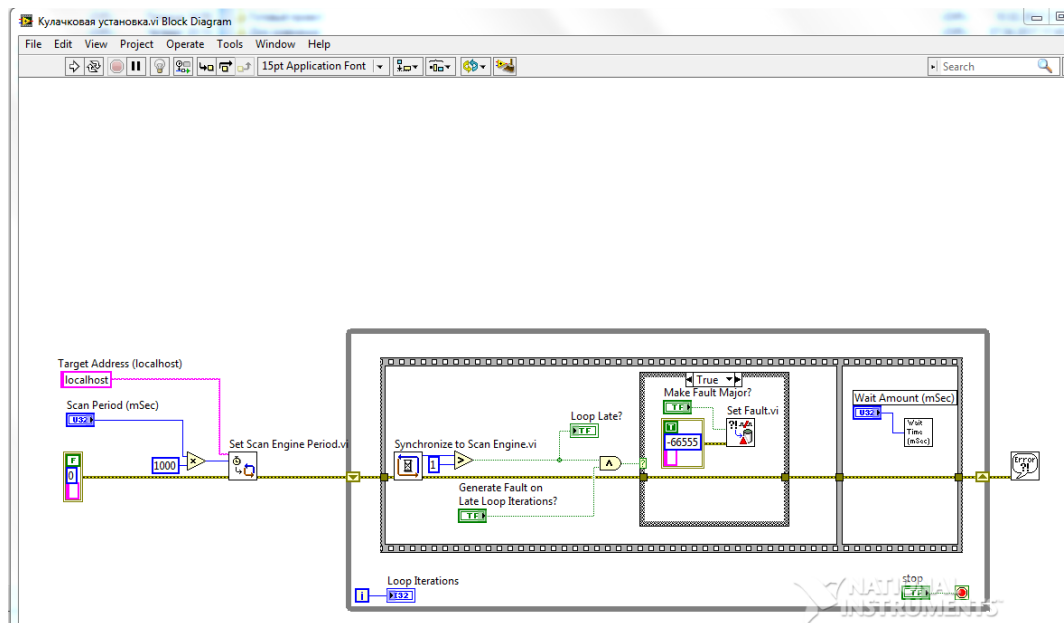 Кулачковая установка.vi Block Diagram
File Edit View Project Operate Tools Window Help
15pt Application Font
Search
Target Address (localhost)
localhost
Scan Period (mSec)
U32
1000
x
Set Scan Engine Period.vi
F
0
Synchronize to Scan Engine.vi
1
>
Loop Late?
TF
Generate Fault on
Late Loop Iterations?
TF
True
Make Fault Major?
TF
Set Fault.vi
?!
T
-66555
?
Wait Amount (mSec)
U32
Wait
Time
(mSec)
Error
?!
Loop Iterations
i
I32
stop
TF
NATIONAL
INSTRUMENTS